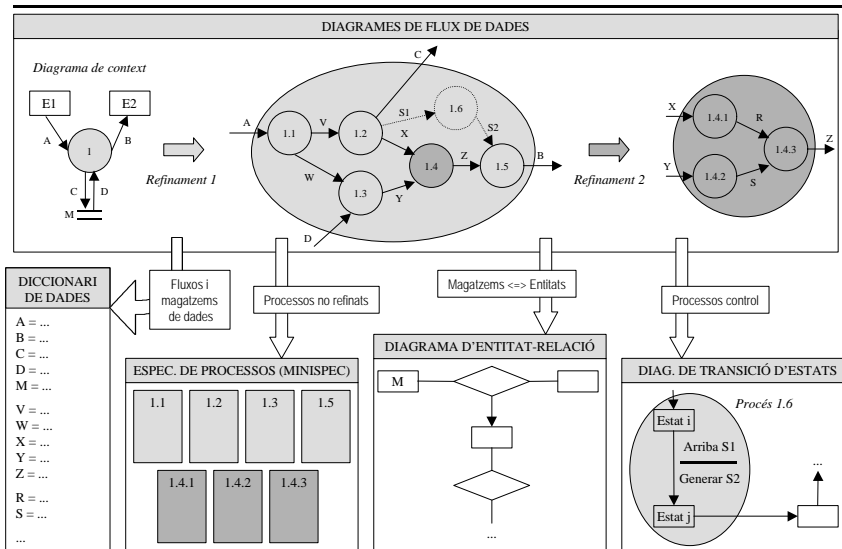 DIAGRAMES DE FLUX DE DADES
Diagrama de context
E1
E2
A
1
B
C
D
M
Refinament 1
C
A
1.1
V
1.2
S1
1.6
S2
X
W
1.3
Y
1.4
Z
1.5
B
D
Refinament 2
X
1.4.1
R
Y
1.4.2
S
1.4.3
Z
Fluxos i
magatzems
de dades
Processos no refinats
Magatzems <=> Entitats
Processos control
DICCIONARI
DE DADES
A = ...
B = ...
C = ...
D = ...
M = ...
V = ...
W = ...
X = ...
Y = ...
Z = ...
R = ...
S = ...
...
ESPEC. DE PROCESSOS (MINISPEC)
1.1
1.2
1.3
1.5
1.4.1
1.4.2
1.4.3
DIAGRAMA D'ENTITAT-RELACIÓ
M
...
DIAG. DE TRANSICIÓ D'ESTATS
Procés 1.6
Estat i
Arriba S1
Generar S2
Estat j
...